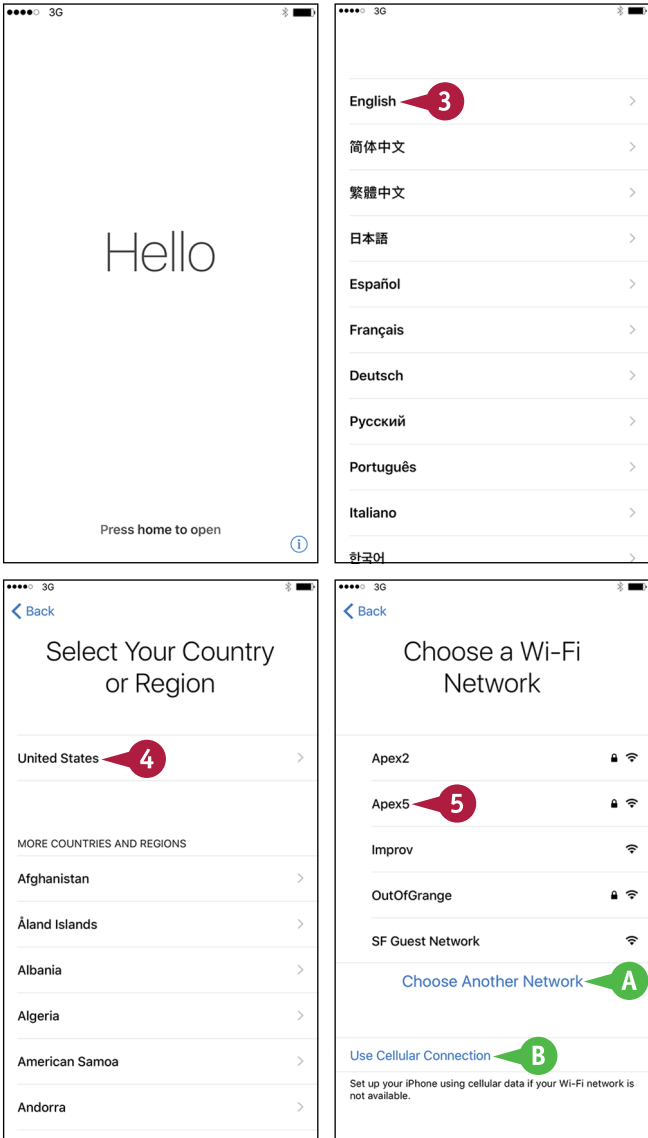 3G
Hello
Press home to open
3G
English
3
简体中文
繁體中文
日本語
Español
Français
Deutsch
Русский
Português
Italiano
한국어
3G
Back
Select Your Country
or Region
United States
4
MORE COUNTRIES AND REGIONS
Afghanistan
Åland Islands
Albania
Algeria
American Samoa
Andorra
3G
Back
Choose a Wi-Fi
Network
Apex2
Apex5
5
Improv
OutOfGrange
SF Guest Network
Choose Another Network
A
Use Cellular Connection
B
Set up your iPhone using cellular data if your Wi-Fi network is
not available.